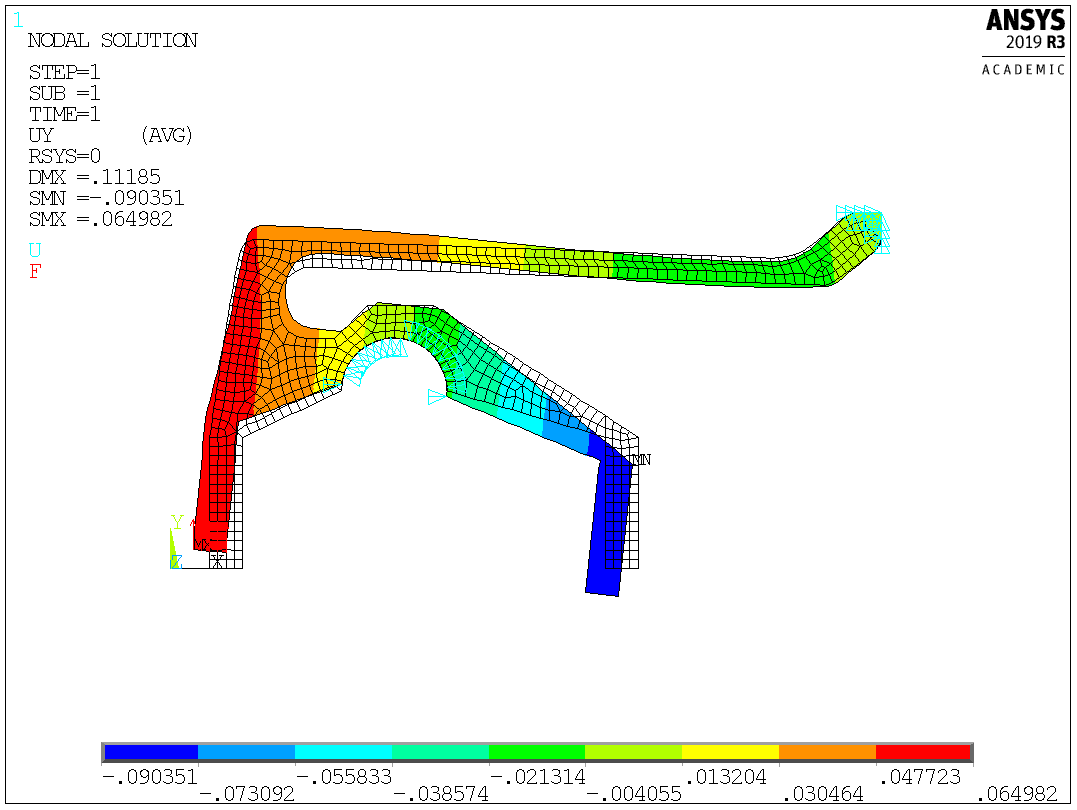 1
NODAL SOLUTION
STEP=1
SUB =1
TIME=1
UY (AVG)
RSYS=0
DMX =.11185
SMN =-.090351
SMX =.064982
U
F
ANSYS
2019 R3
ACADEMIC
MN
Y
MX
Z X
-.090351 -.055833 -.021314 .013204 .047723
-.073092 -.038574 -.004055 .030464 .064982